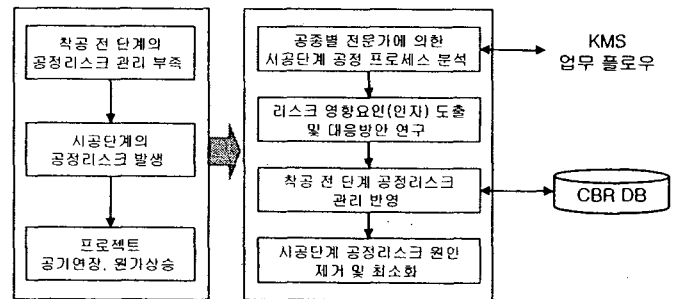 착공 전 단계의
공정리스크 관리 부족
시공단계의
공정리스크 발생
프로젝트
공기연장, 원가상승
공종별 전문가에 의한
시공단계 공정 프로세스 분석
리스크 영향요인(인자) 도출
및 대응방안 연구
착공 전 단계 공정리스크
관리 반영
시공단계 공정리스크 원인
제거 및 최소화
KMS
업무 플로우
CBR DB